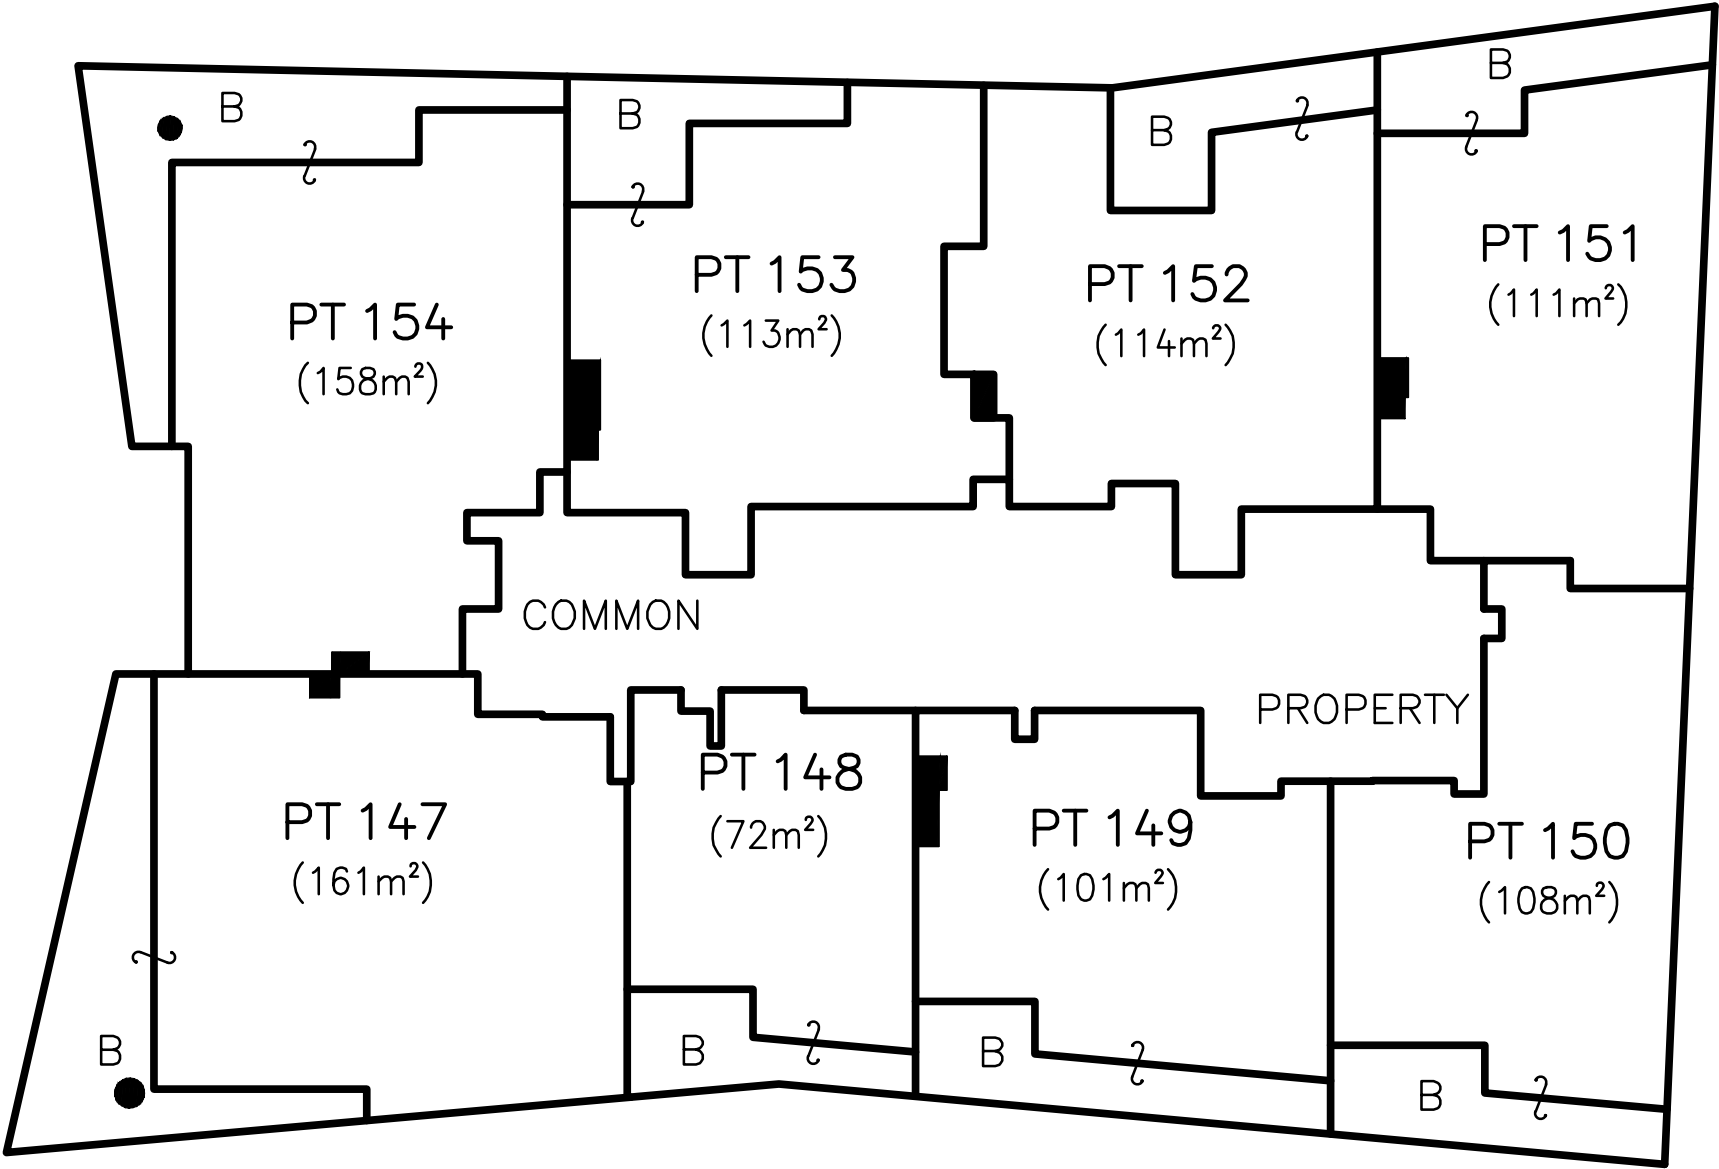 B
B
B
B
PT 154
(158m²)
PT 153
(113m²)
PT 152
(114m²)
PT 151
(111m²)
COMMON
PROPERTY
PT 147
(161m²)
PT 148
(72m²)
PT 149
(101m²)
PT 150
(108m²)
B
B
B
B